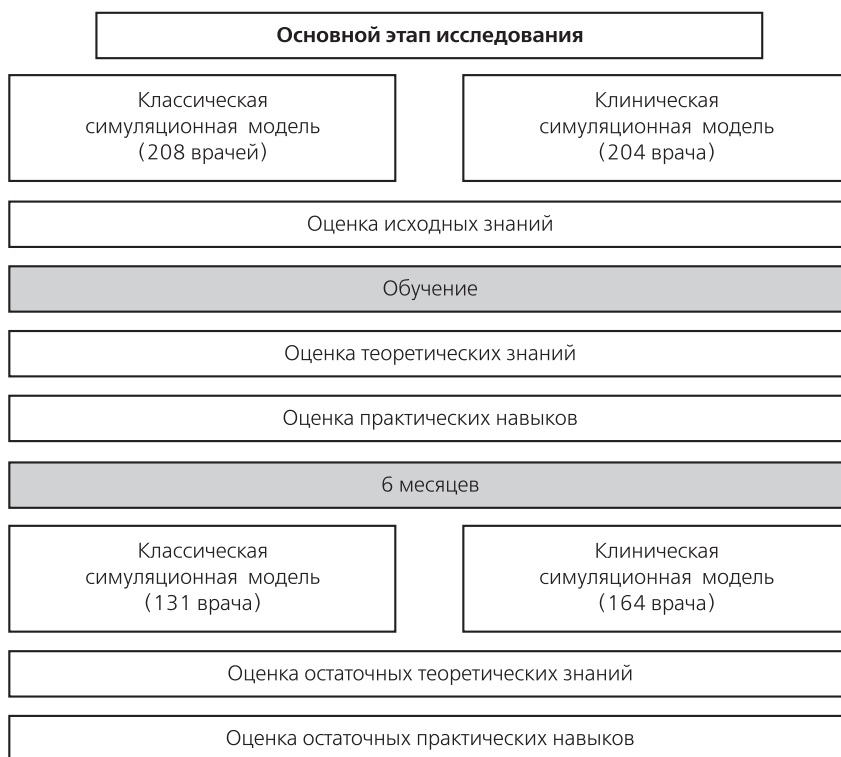 Основной этап исследования
Классическая
симуляционная модель
(208 врачей)
Клиническая
симуляционная модель
(204 врача)
Оценка исходных знаний
Обучение
Оценка теоретических знаний
Оценка практических навыков
6 месяцев
Классическая
симуляционная модель
(131 врача)
Клиническая
симуляционная модель
(164 врача)
Оценка остаточных теоретических знаний
Оценка остаточных практических навыков